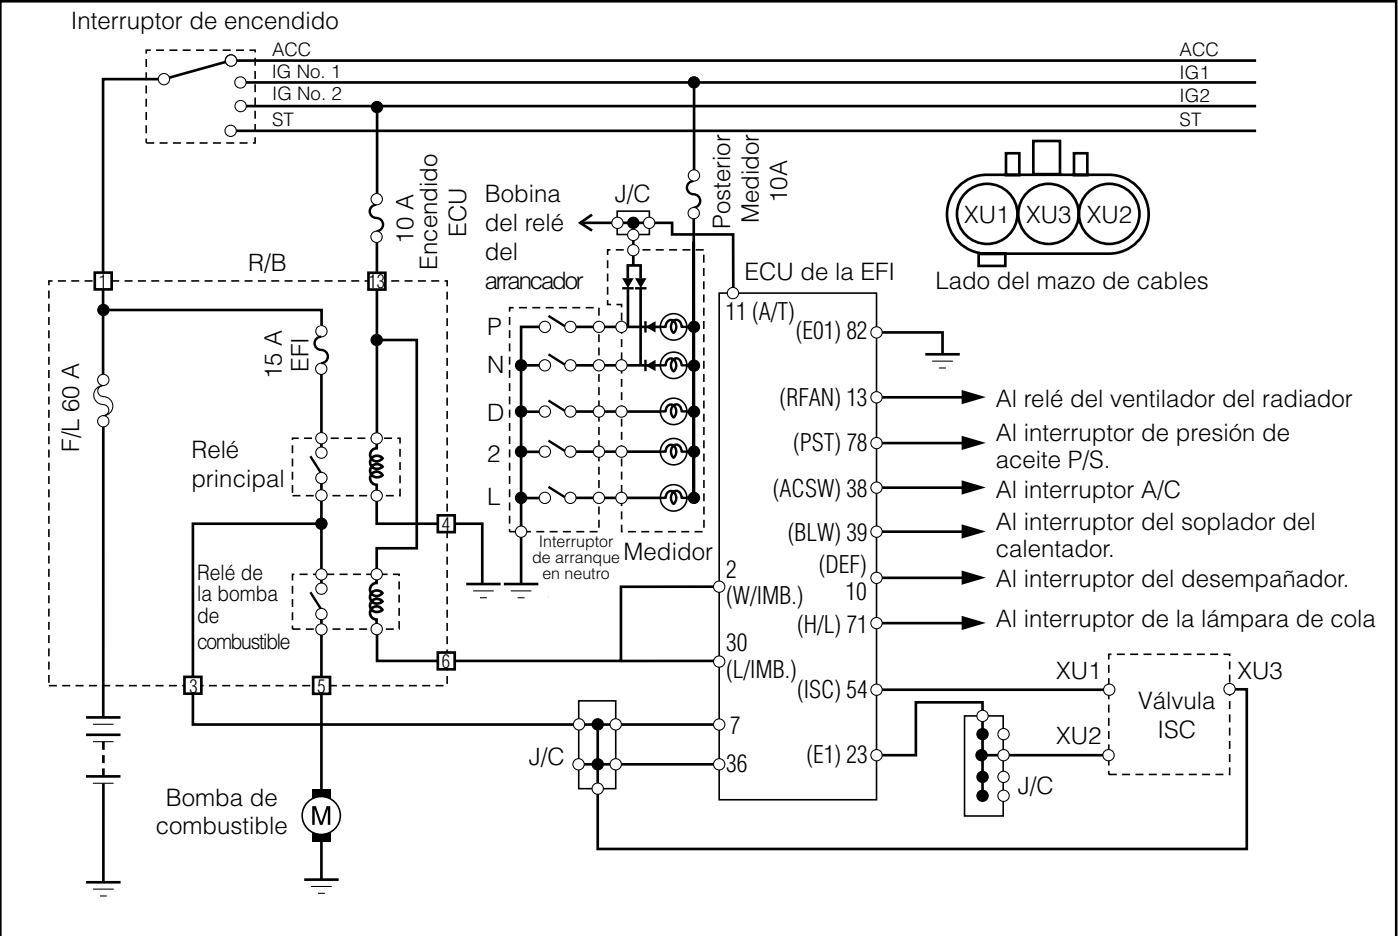 Interruptor de encendido
ACC
ACC
IG No. 1
IG1
IG No. 2
IG2
ST
ST
10 A
Encendido
ECU
Posterior
Medidor
10A
Bobina
del relé
del
arrancador
J/C
XU1
XU3
XU2
Lado del mazo de cables
R/B
1
13
ECU de la EFI
11 (A/T)
(E01) 82
15 A
EFI
F/L 60 A
P
N
D
2
L
(RFAN) 13
Al relé del ventilador del radiador
(PST) 78
Al interruptor de presión de
aceite P/S.
(ACSW) 38
Al interruptor A/C
(BLW) 39
Al interruptor del soplador del
calentador.
(DEF)
10
Al interruptor del desempañador.
(H/L) 71
Al interruptor de la lámpara de cola
Relé
principal
4
Interruptor
de arranque
en neutro
Medidor
2
(W/IMB.)
Relé de
la bomba
de
combustible
30
(L/IMB.)
6
3
5
(ISC) 54
XU1
Válvula
ISC
XU3
7
(E1) 23
XU2
J/C
36
J/C
Bomba de
combustible
M